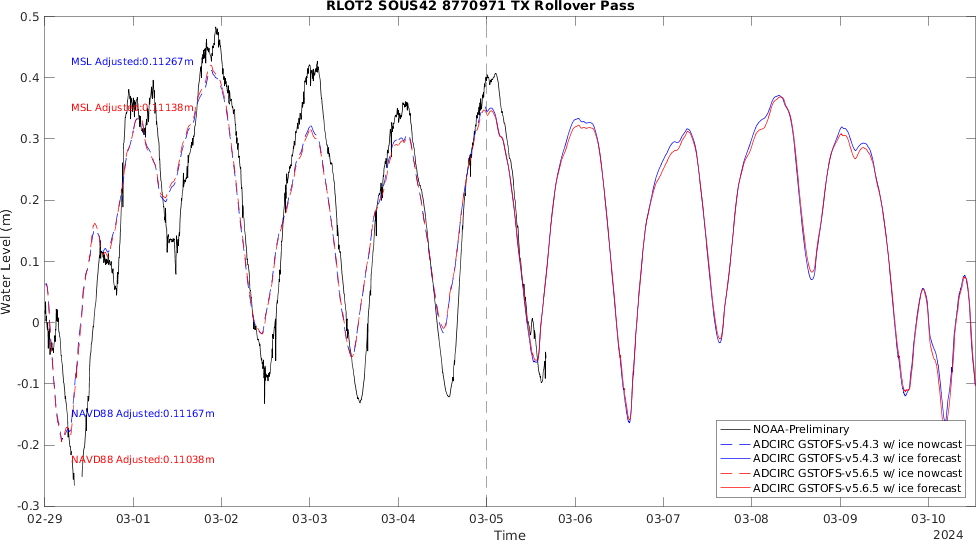 RLOT2 SOUS42 8770971 TX Rollover Pass
0.5
0.4
0.3
0.2
0.1
0
-0.1
-0.2
-0.3
Water Level (m)
MSL Adjusted:0.11267m
MSL Adjusted:0.11138m
NAVD88 Adjusted:0.11167m
NAVD88 Adjusted:0.11038m
NOAA-Preliminary
ADCIRC GSTOFS-v5.4.3 w/ ice nowcast
ADCIRC GSTOFS-v5.4.3 w/ ice forecast
ADCIRC GSTOFS-v5.6.5 w/ ice nowcast
ADCIRC GSTOFS-v5.6.5 w/ ice forecast
02-29 03-01 03-02 03-03 03-04 03-05 03-06 03-07 03-08 03-09 03-10
Time
2024